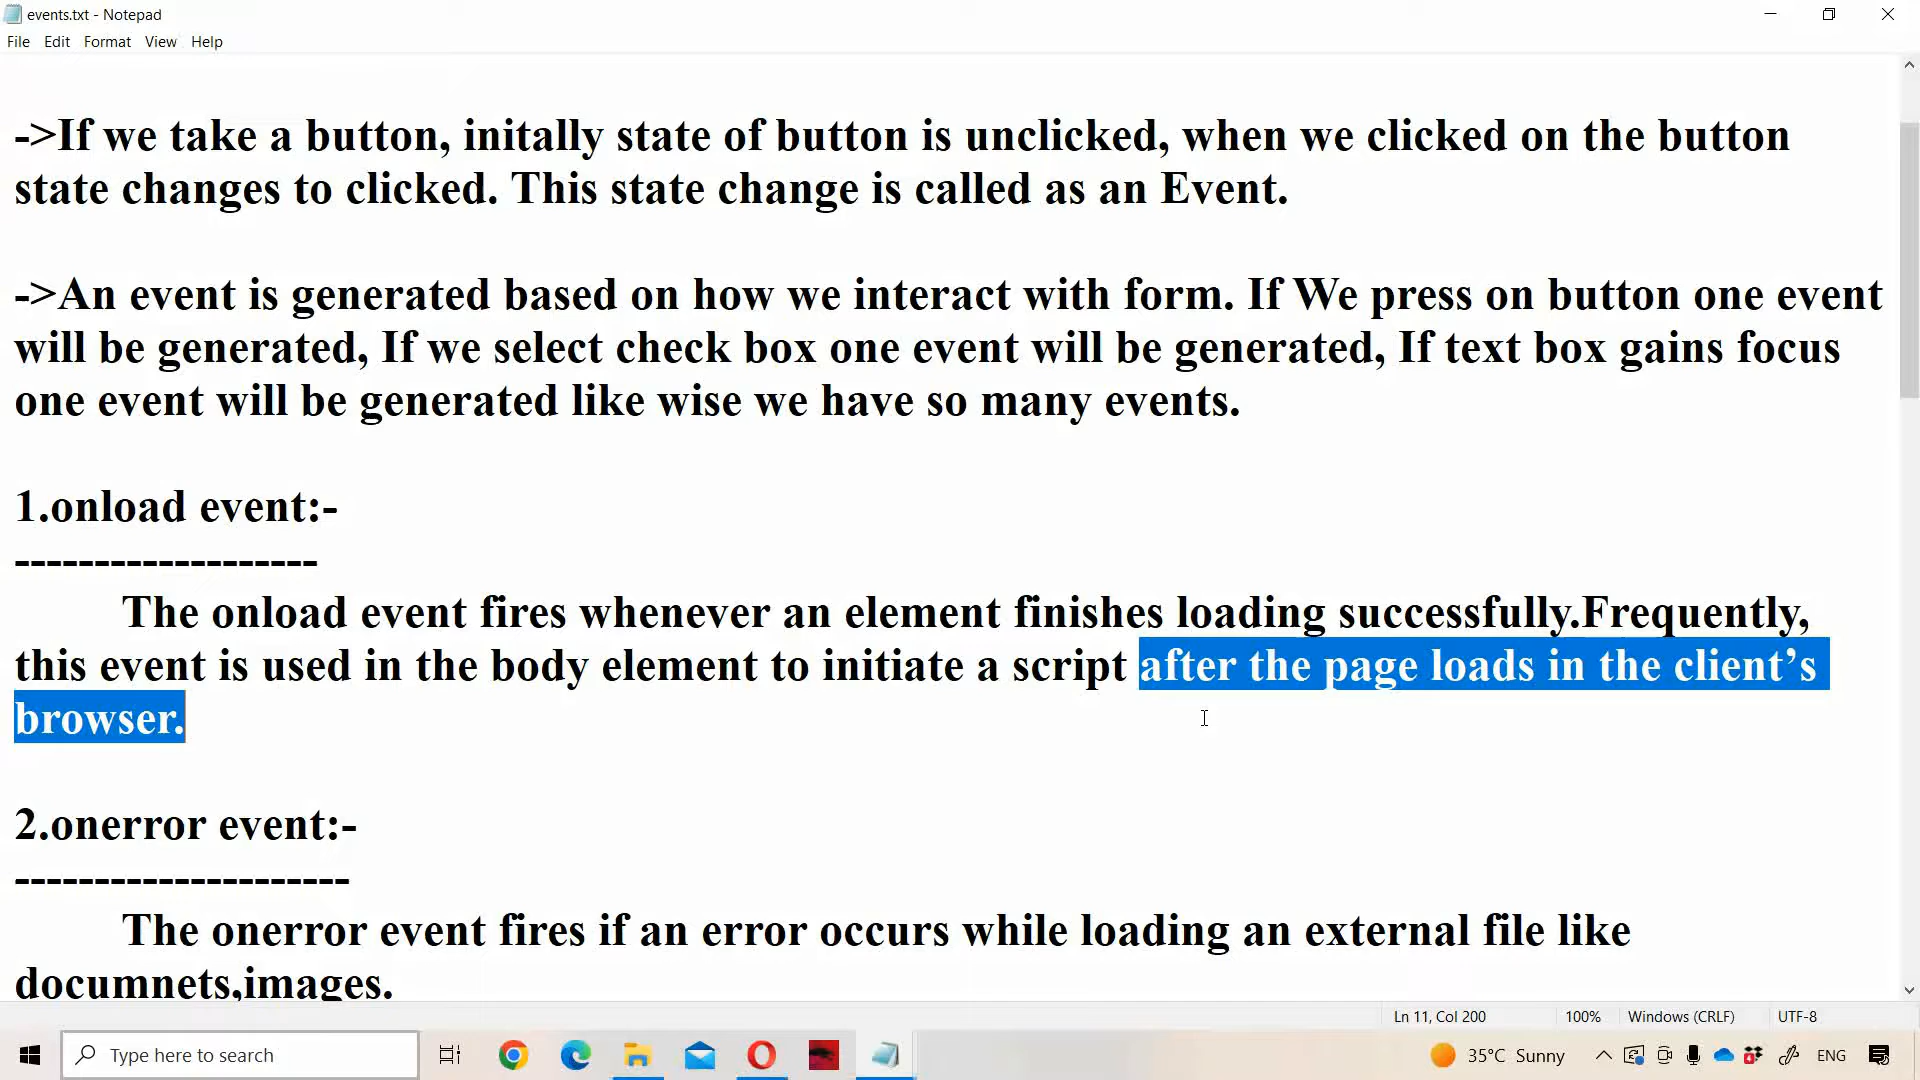 events.txt - Notepad
File Edit Format View Help
->If we take a button, initally state of button is unclicked, when we clicked on the button
state changes to clicked. This state change is called as an Event.
->An event is generated based on how we interact with form. If We press on button one event
will be generated, If we select check box one event will be generated, If text box gains focus
one event will be generated like wise we have so many events.
1.onload event:-
-------------------
The onload event fires whenever an element finishes loading successfully.Frequently,
this event is used in the body element to initiate a script after the page loads in the client’s
browser.
2.onerror event:-
---------------------
The onerror event fires if an error occurs while loading an external file like
documnets,images.
Ln 11, Col 200 100% Windows (CRLF) UTF-8
Type here to search 35°C Sunny ENG